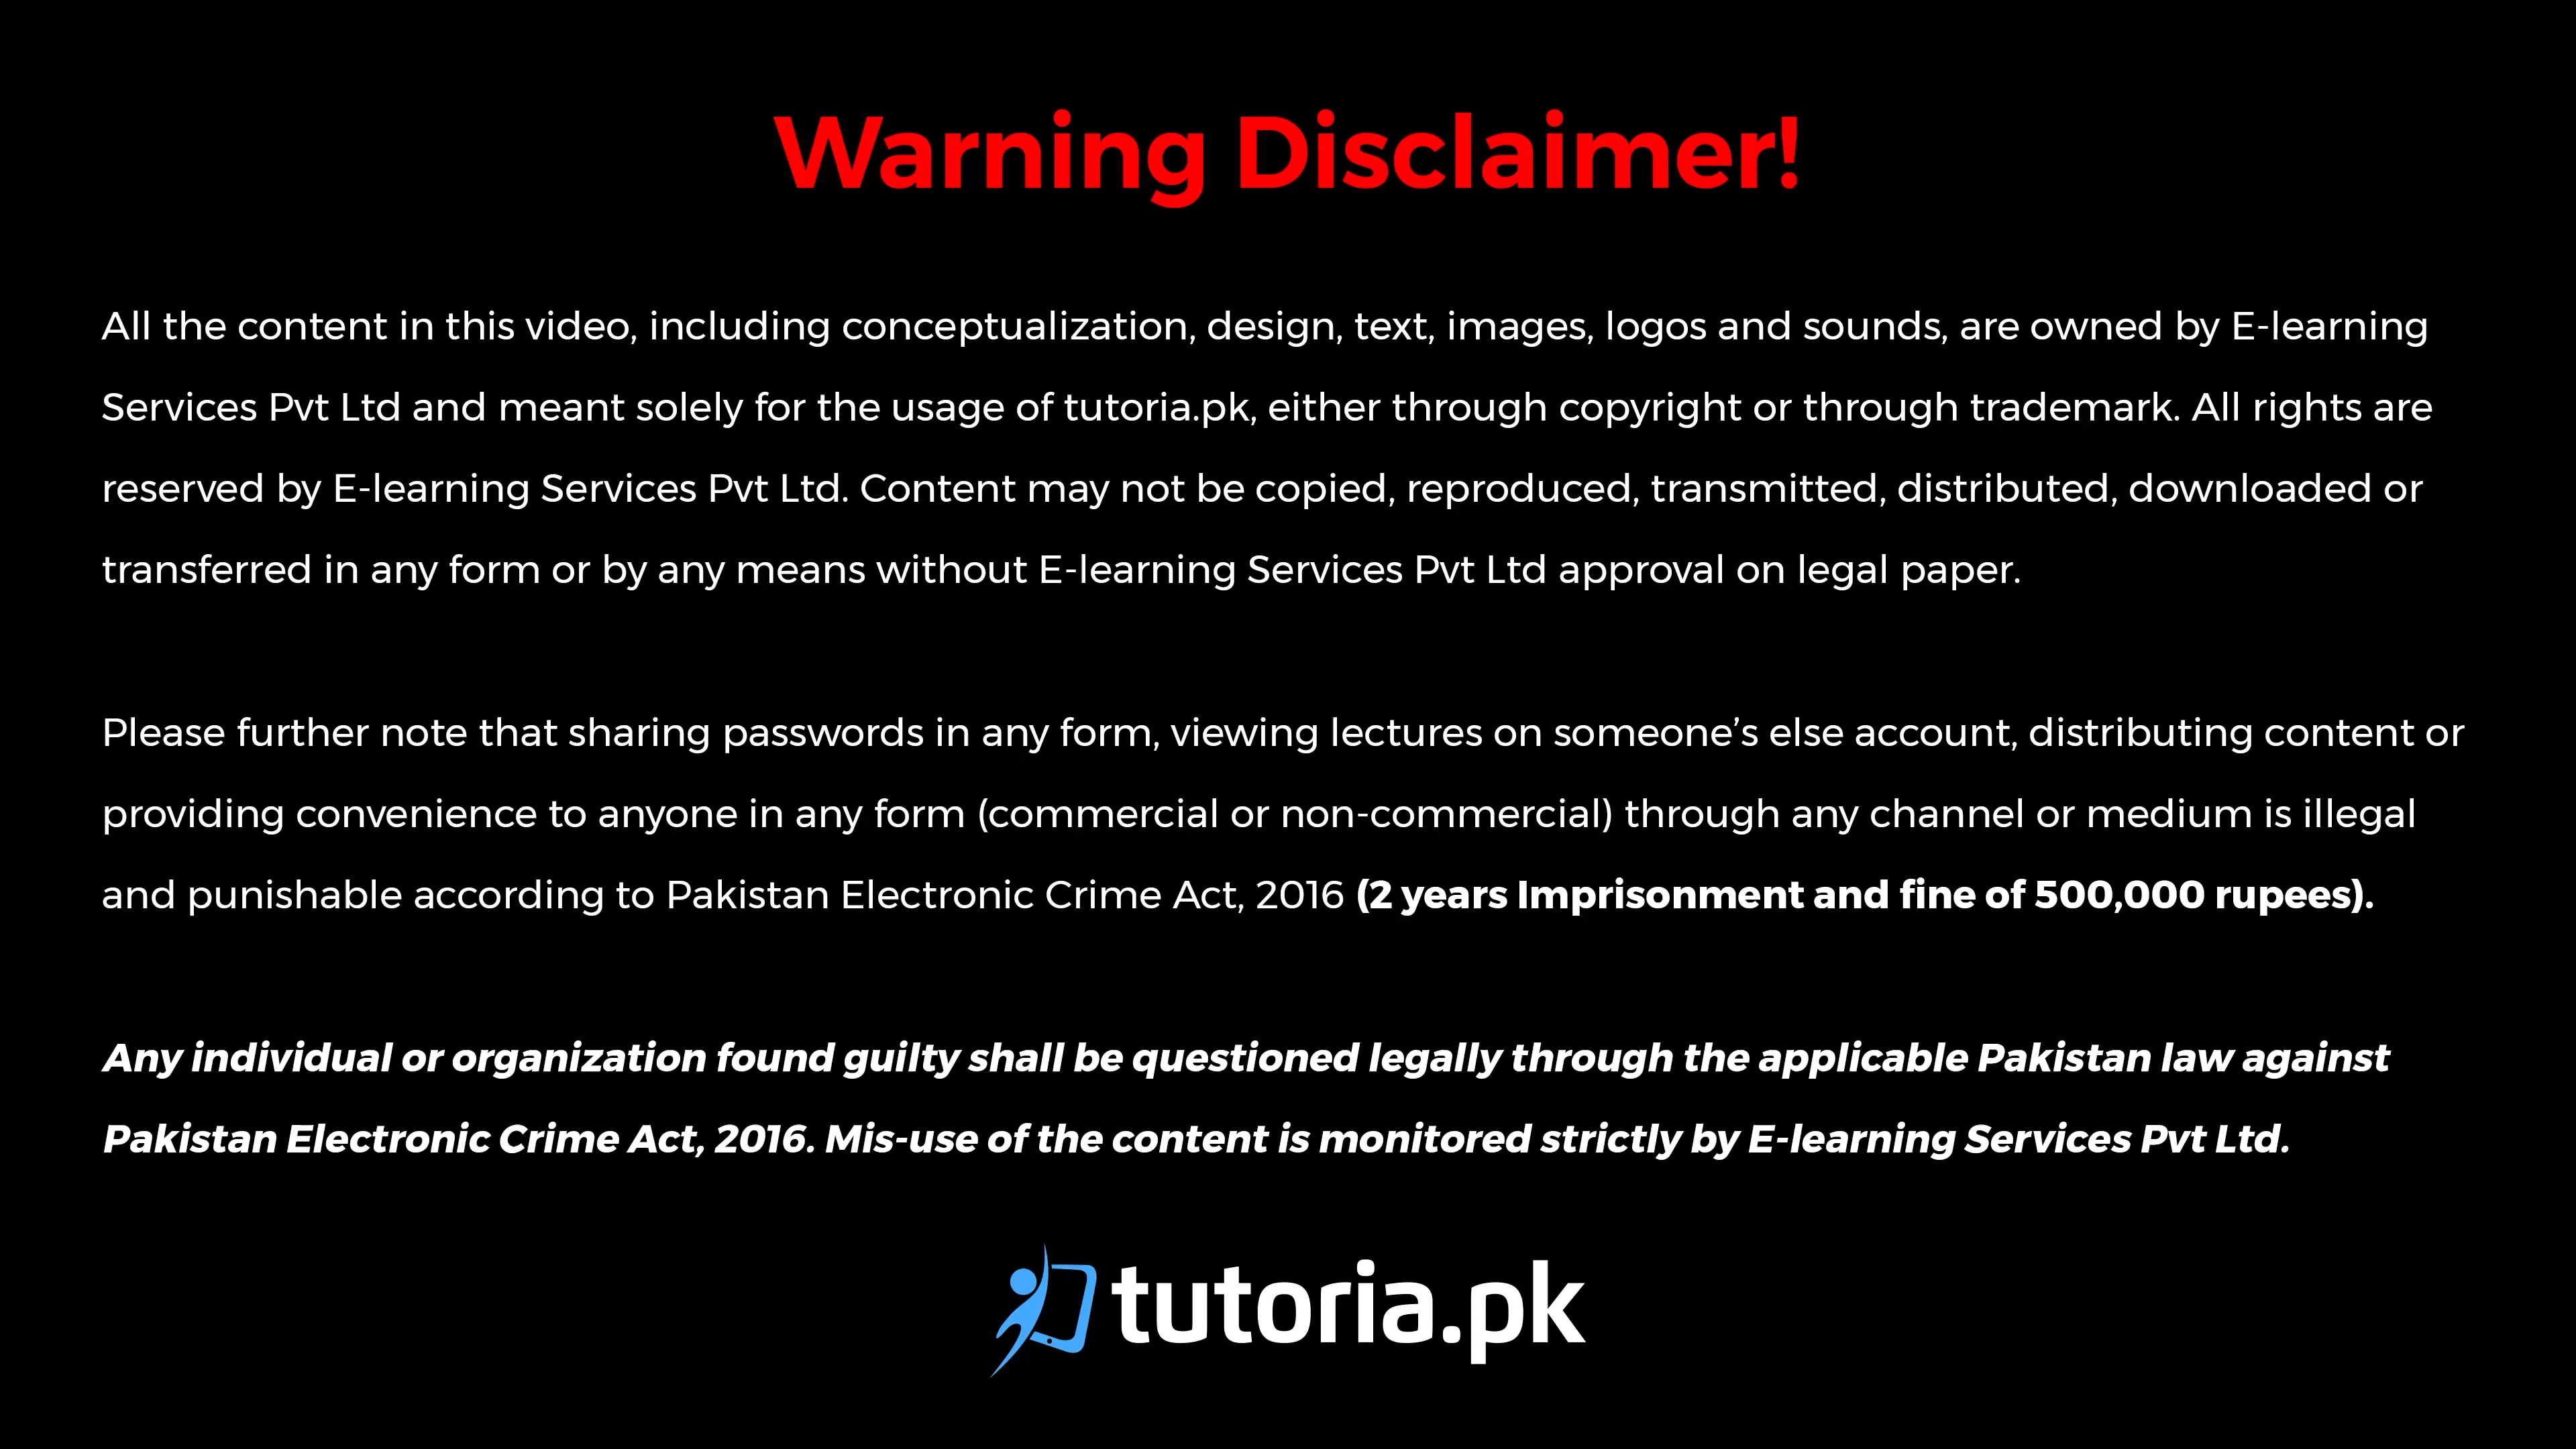 Warning Disclaimer!
All the content in this video, including conceptualization, design, text, images, logos and sounds, are owned by E-learning
Services Pvt Ltd and meant solely for the usage of tutoria.pk, either through copyright or through trademark. All rights are
reserved by E-learning Services Pvt Ltd. Content may not be copied, reproduced, transmitted, distributed, downloaded or
transferred in any form or by any means without E-learning Services Pvt Ltd approval on legal paper.
Please further note that sharing passwords in any form, viewing lectures on someone’s else account, distributing content or
providing convenience to anyone in any form (commercial or non-commercial) through any channel or medium is illegal
and punishable according to Pakistan Electronic Crime Act, 2016 (2 years Imprisonment and fine of 500,000 rupees).
Any individual or organization found guilty shall be questioned legally through the applicable Pakistan law against
Pakistan Electronic Crime Act, 2016. Mis-use of the content is monitored strictly by E-learning Services Pvt Ltd.
tutoria.pk